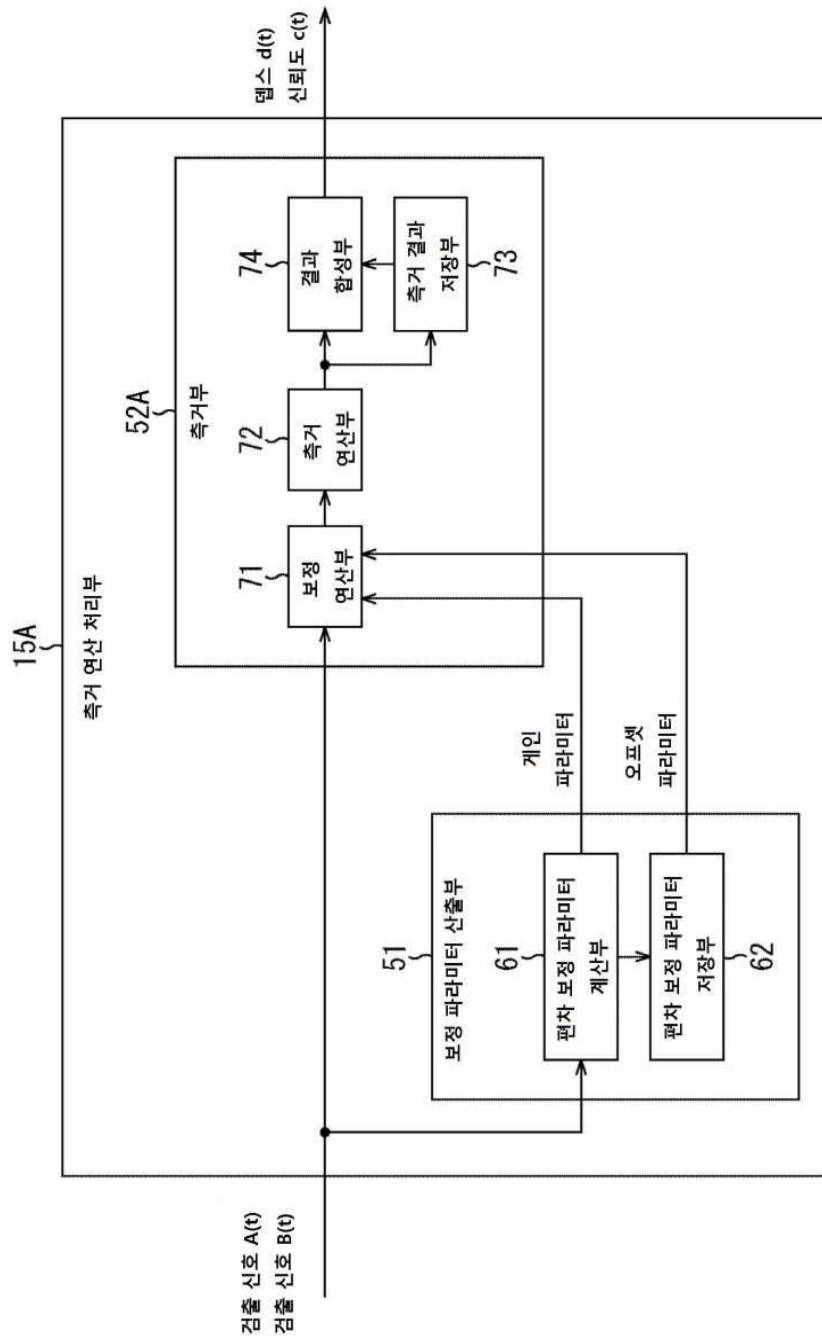 15A
측거 연산 처리부
검출 신호 A(t)
검출 신호 B(t)
51
보정 파라미터 산출부
61
편차 보정 파라미터
계산부
편차 보정 파라미터
저장부
62
게인
파라미터
오프셋
파라미터
52A
측거부
71
보정
연산부
72
측거
연산부
74
결과
합성부
측거 결과
저장부
73
뎁스 d(t)
신뢰도 c(t)